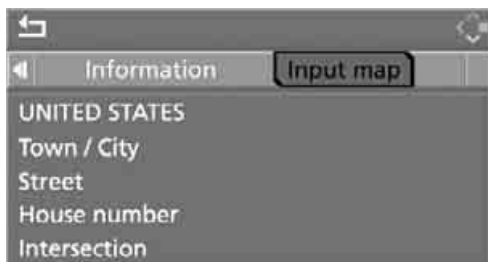 Information Input map
UNITED STATES
Town / City
Street
House number
Intersection